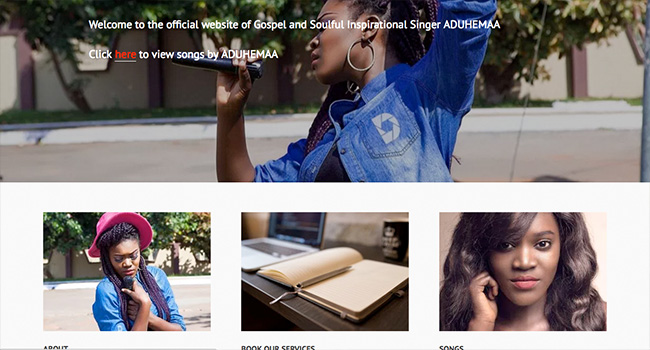 Welcome to the official website of Gospel and Soulful Inspirational Singer ADUHEMAA
Click here to view songs by ADUHEMAA
ABOUT
BOOK OUR SERVICES
SONGS